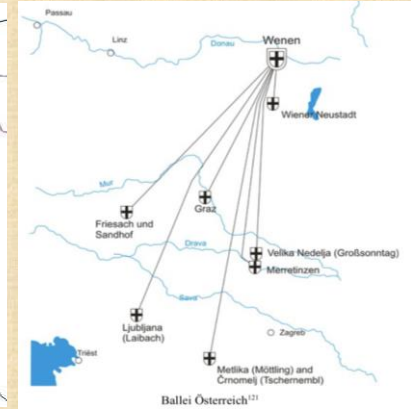 Passau
Linz
Donau
Wenen
Wiener Neustadt
Mur
Graz
Friesach und
Sandhof
Drava
Velika Nedelja (Großsonntag)
Merretinzen
Sava
Ljubljana
(Laibach)
Zagreb
Triëst
Metlika (Möttling) and
Črnomelj (Tschernembl)
Ballei Österreich¹²¹